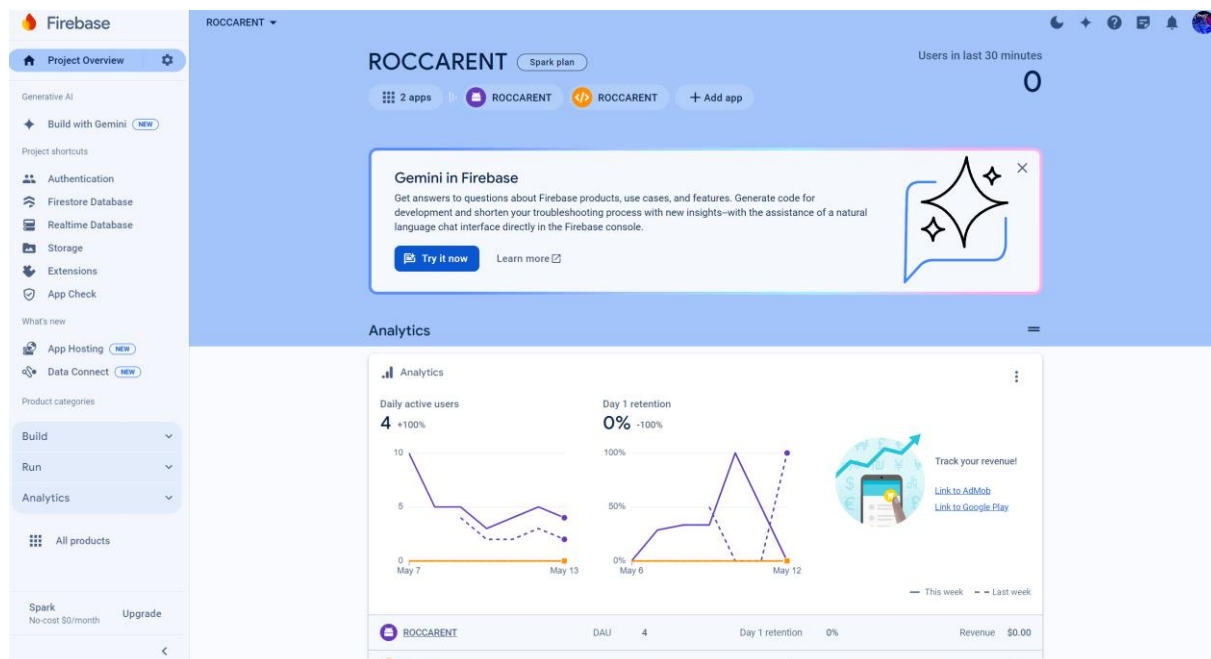 Firebase
ROCCARENT
Project Overview
Generative AI
Build with Gemini NEW
Project shortcuts
Authentication
Firestore Database
Realtime Database
Storage
Extensions
App Check
What's new
App Hosting NEW
Data Connect NEW
Product categories
Build
Run
Analytics
All products
Spark
No-cost $0/month
Upgrade
ROCCARENT Spark plan
Users in last 30 minutes
0
2 apps ROCCARENT ROCCARENT + Add app
Gemini in Firebase
Get answers to questions about Firebase products, use cases, and features. Generate code for
development and shorten your troubleshooting process with new insights–with the assistance of a natural
language chat interface directly in the Firebase console.
Try it now Learn more
Analytics
Analytics
Daily active users
4 +100%
10
5
0
May 7 May 13
Day 1 retention
0% -100%
100%
50%
0%
May 6 May 12
Track your revenue!
Link to AdMob
Link to Google Play
This week Last week
ROCCARENT DAU 4 Day 1 retention 0% Revenue $0.00